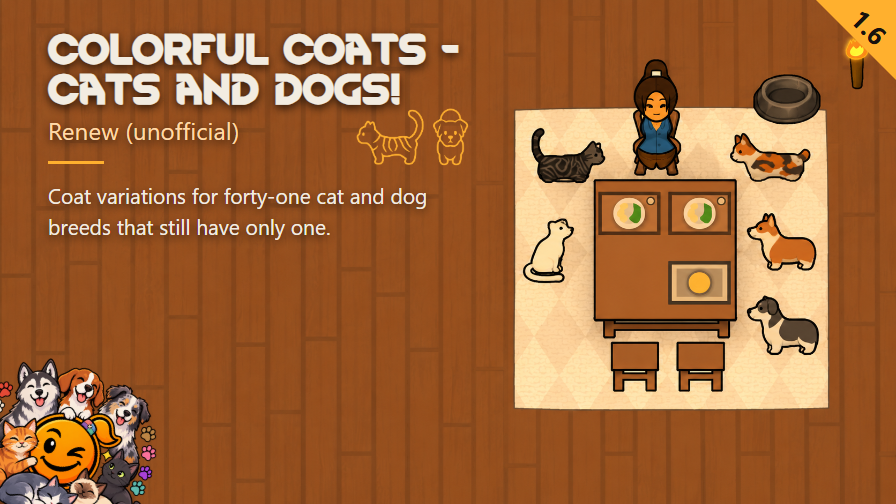 COLORFUL COATS -
CATS AND DOGS!
Renew (unofficial)
Coat variations for forty-one cat and dog
breeds that still have only one.
1.6